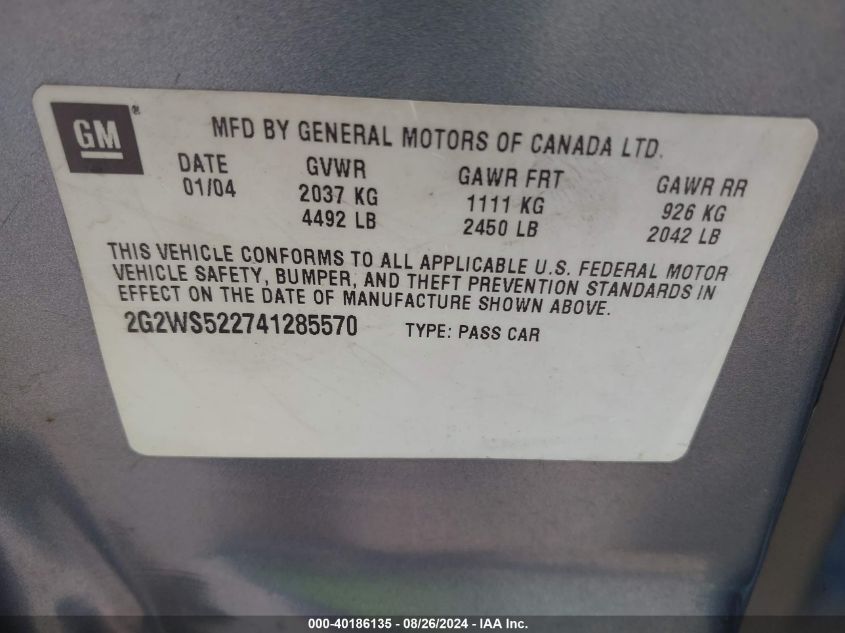 GM®
MFD BY GENERAL MOTORS OF CANADA LTD.
DATE GVWR GAWR FRT GAWR RR
01/04 2037 KG 1111 KG 926 KG
4492 LB 2450 LB 2042 LB
THIS VEHICLE CONFORMS TO ALL APPLICABLE U.S. FEDERAL MOTOR
VEHICLE SAFETY, BUMPER, AND THEFT PREVENTION STANDARDS IN
EFFECT ON THE DATE OF MANUFACTURE SHOWN ABOVE.
2G2WS522741285570 TYPE: PASS CAR
000-40186135 - 08/26/2024 - IAA Inc.